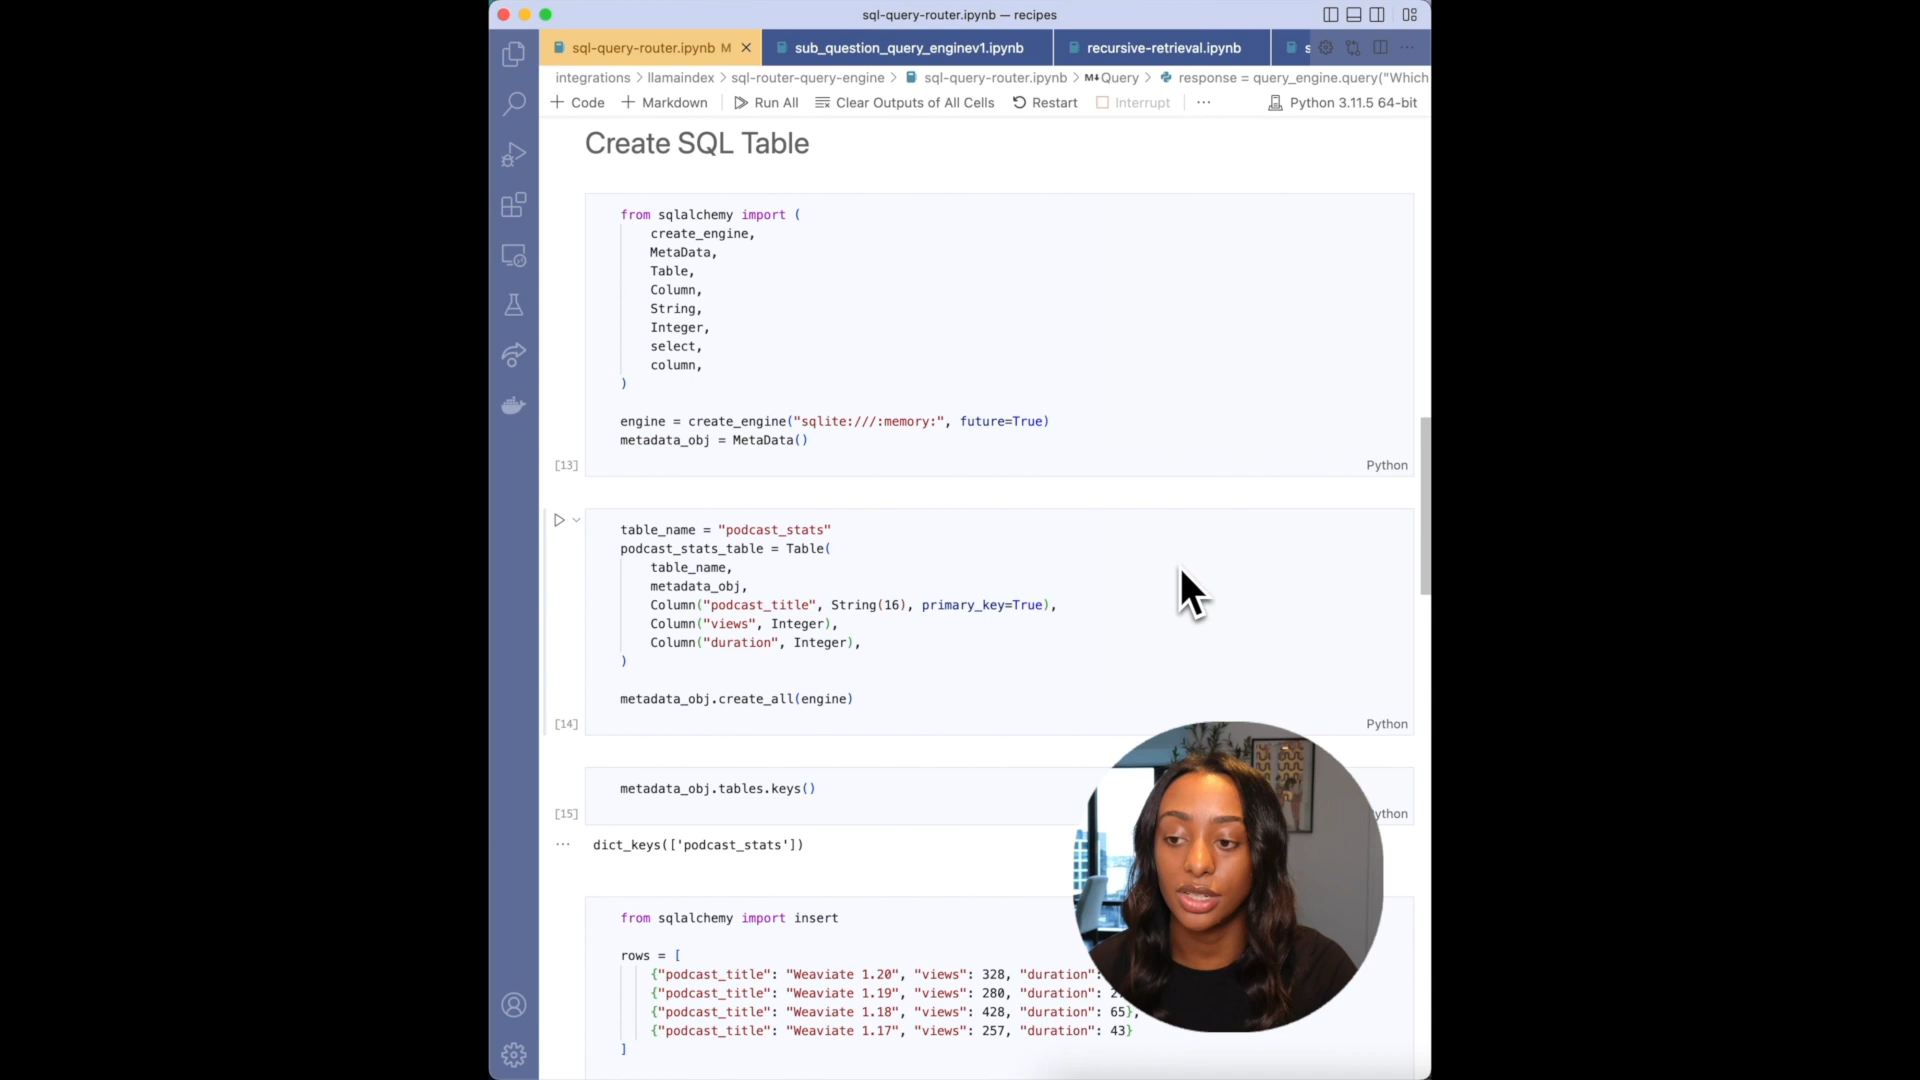 sql-query-router.ipynb — recipes
sql-query-router.ipynb M
sub_question_query_enginev1.ipynb
recursive-retrieval.ipynb
s
integrations > llamaindex > sql-router-query-engine > sql-query-router.ipynb > M↓Query > response = query_engine.query("Which
+ Code + Markdown Run All Clear Outputs of All Cells Restart Interrupt ··· Python 3.11.5 64-bit
Create SQL Table
from sqlalchemy import (
create_engine,
MetaData,
Table,
Column,
String,
Integer,
select,
column,
)
engine = create_engine("sqlite:///:memory:", future=True)
metadata_obj = MetaData()
[13] Python
table_name = "podcast_stats"
podcast_stats_table = Table(
table_name,
metadata_obj,
Column("podcast_title", String(16), primary_key=True),
Column("views", Integer),
Column("duration", Integer),
)
metadata_obj.create_all(engine)
[14] Python
metadata_obj.tables.keys()
[15] ython
··· dict_keys(['podcast_stats'])
from sqlalchemy import insert
rows = [
{"podcast_title": "Weaviate 1.20", "views": 328, "duration":
{"podcast_title": "Weaviate 1.19", "views": 280, "duration":
{"podcast_title": "Weaviate 1.18", "views": 428, "duration": 65},
{"podcast_title": "Weaviate 1.17", "views": 257, "duration": 43}
]